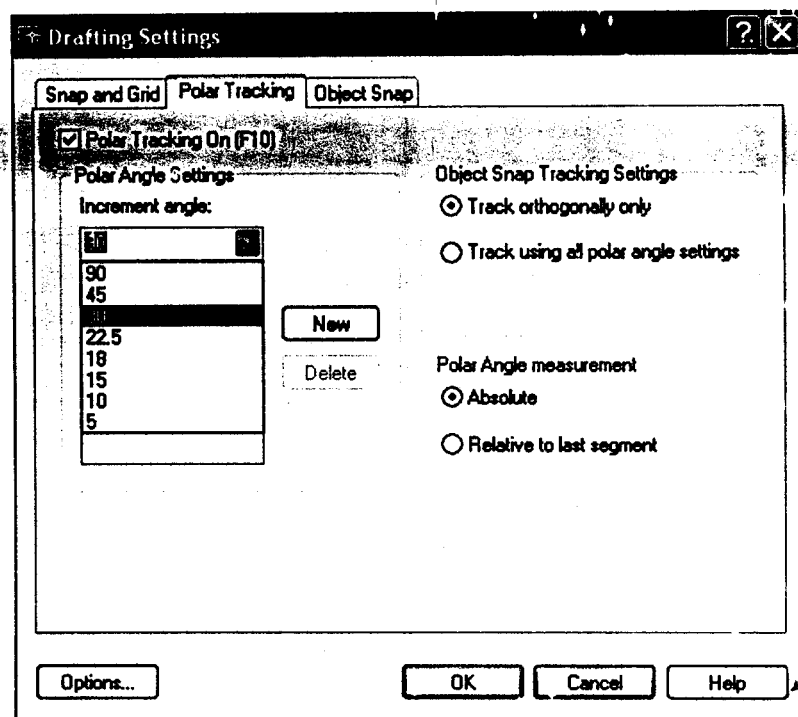 Drafting Settings
Snap and Grid
Polar Tracking
Object Snap
Polar Tracking On (F10)
Polar Angle Settings
Increment angle:
90
45
22.5
18
15
10
5
New
Delete
Object Snap Tracking Settings
Track orthogonally only
Track using all polar angle settings
Polar Angle measurement
Absolute
Relative to last segment
Options...
OK
Cancel
Help